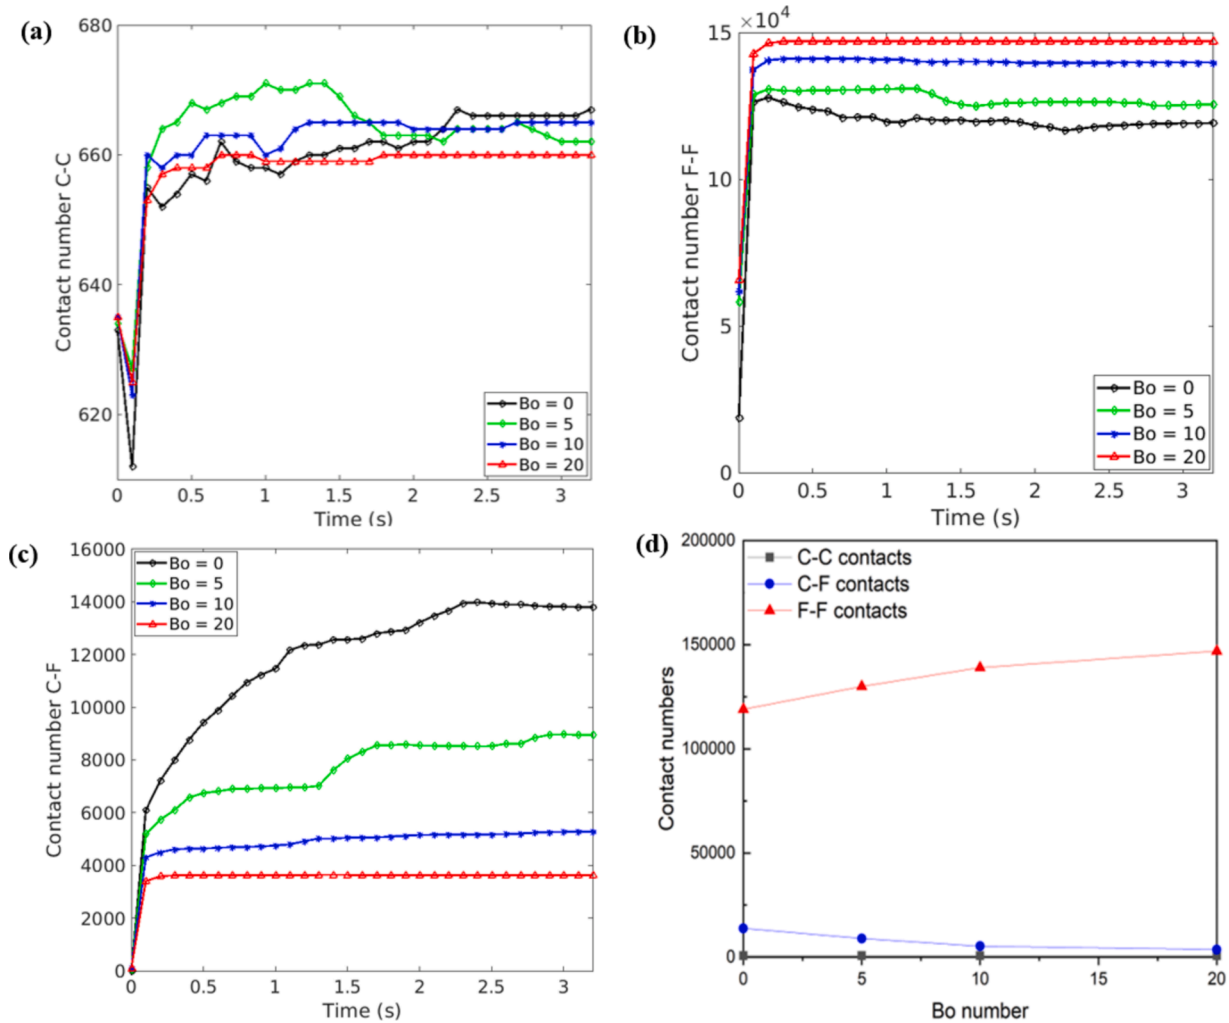 (a)
680
660
640
620
Contact number C-C
Bo = 0
Bo = 5
Bo = 10
Bo = 20
0 0.5 1 1.5 2 2.5 3
Time (s)
(b)
×10⁴
15
10
5
0
Contact number F-F
Bo = 0
Bo = 5
Bo = 10
Bo = 20
0 0.5 1 1.5 2 2.5 3
Time (s)
(c)
16000
14000
12000
10000
8000
6000
4000
2000
0
Contact number C-F
Bo = 0
Bo = 5
Bo = 10
Bo = 20
0 0.5 1 1.5 2 2.5 3
Time (s)
(d)
200000
150000
100000
50000
0
Contact numbers
C-C contacts
C-F contacts
F-F contacts
0 5 10 15 20
Bo number